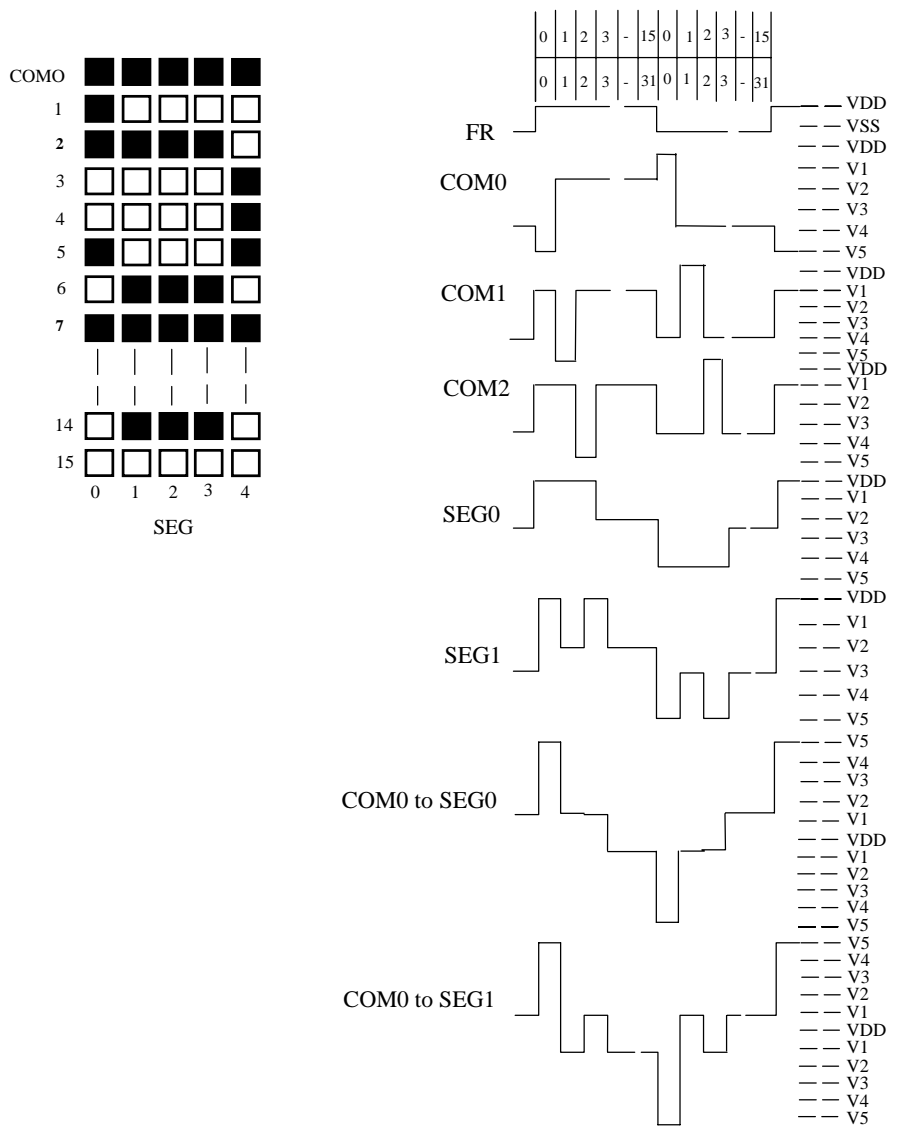 0 1 2 3 - 15 0 1 2 3 - 15
0 1 2 3 - 31 0 1 2 3 - 31
COMO
1
2
3
4
5
6
7
14
15
0 1 2 3 4
SEG
FR
VDD
VSS
COM0
VDD
V1
V2
V3
V4
V5
COM1
VDD
V1
V2
V3
V4
V5
COM2
VDD
V1
V2
V3
V4
V5
SEG0
VDD
V1
V2
V3
V4
V5
SEG1
VDD
V1
V2
V3
V4
V5
COM0 to SEG0
V5
V4
V3
V2
V1
VDD
V1
V2
V3
V4
V5
COM0 to SEG1
V5
V4
V3
V2
V1
VDD
V1
V2
V3
V4
V5